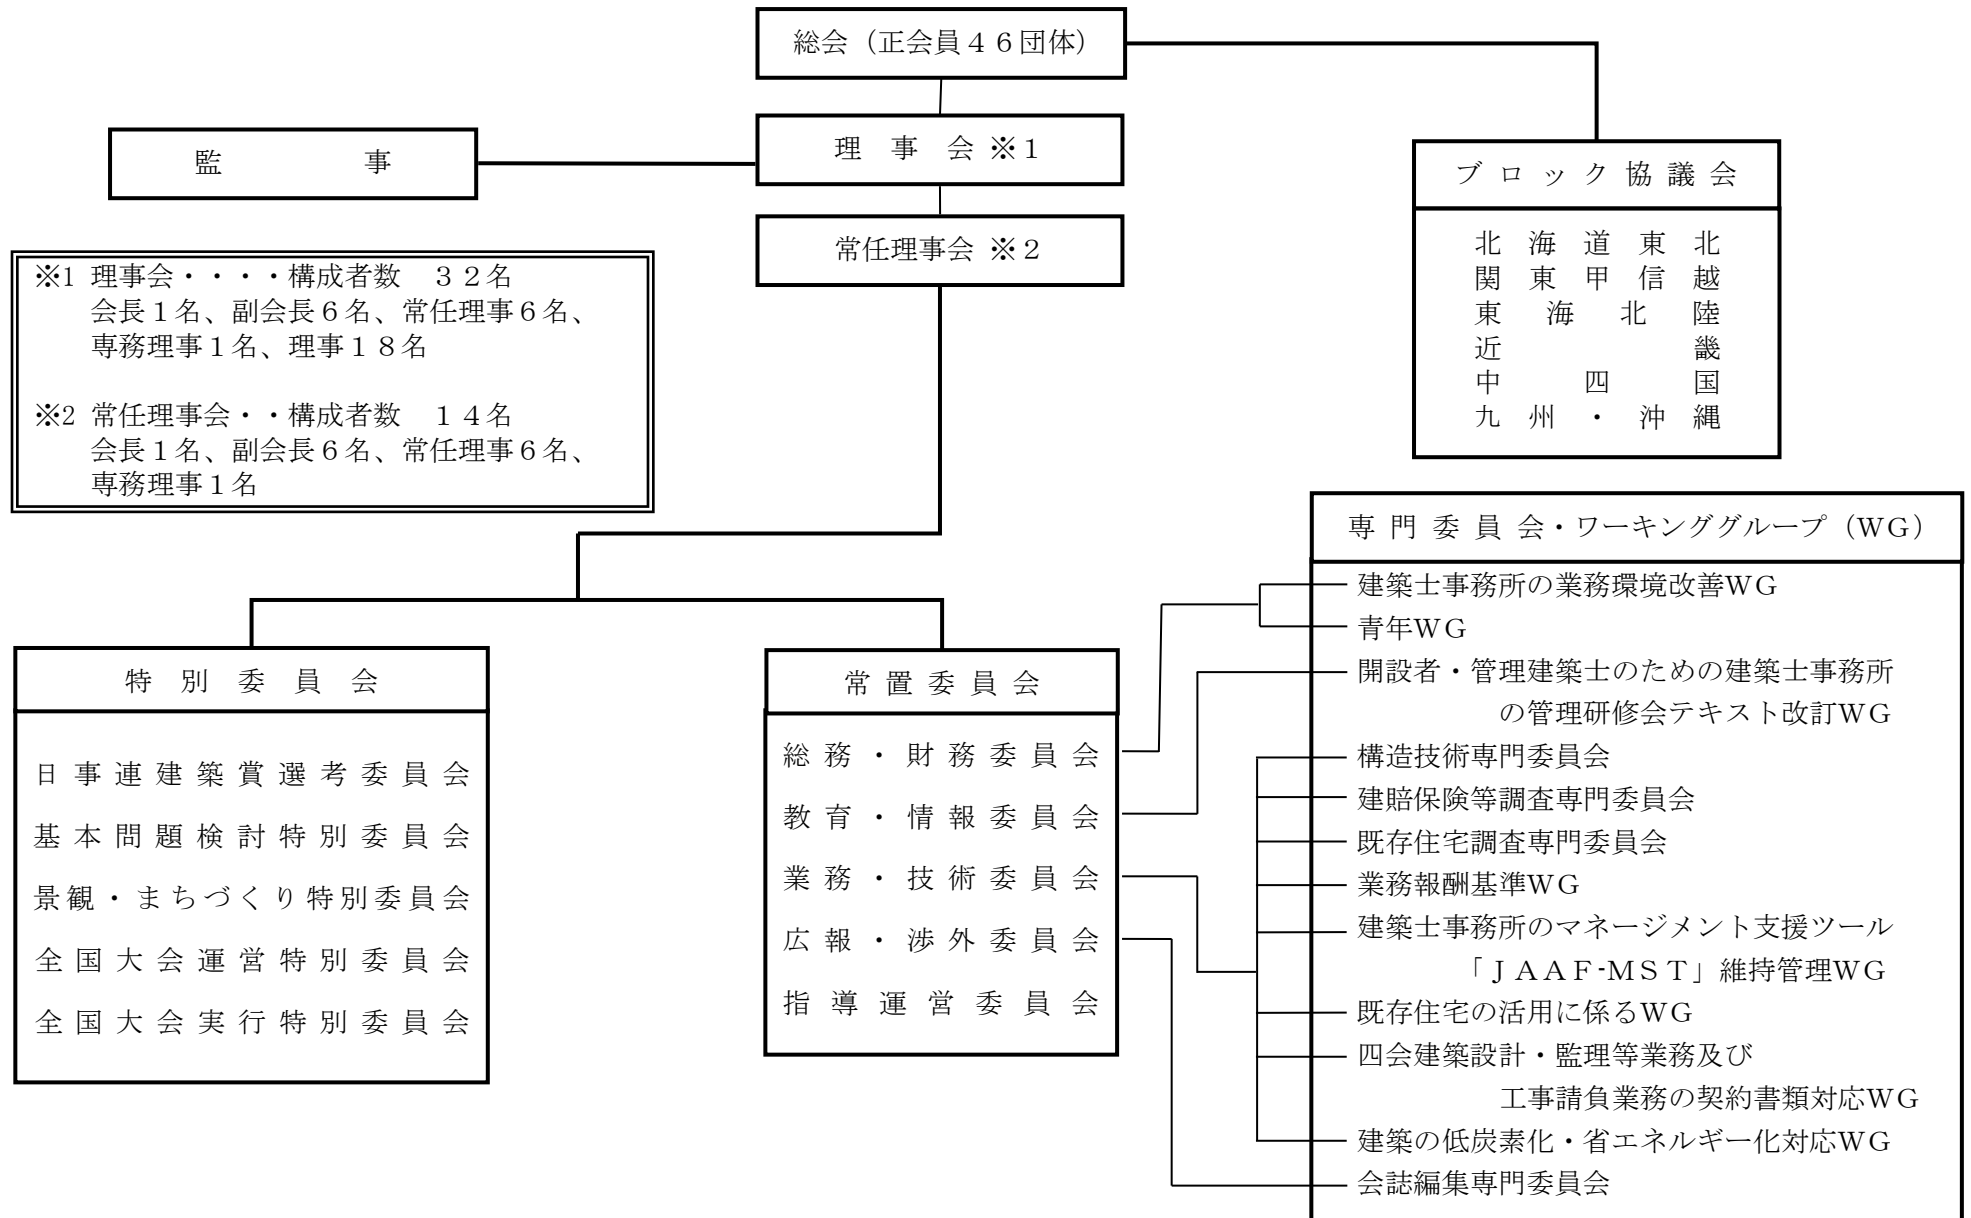 総会（正会員４６団体）
理　事　会 ※１
監　　　　　事
常任理事会 ※２
ブロック協議会
北海道東北
関東甲信越
東海北陸
近畿
中四国
九州・沖縄
※1 理事会・・・・構成者数　３２名
会長１名、副会長６名、常任理事６名、
専務理事１名、理事１８名
※2 常任理事会・・構成者数　１４名
会長１名、副会長６名、常任理事６名、
専務理事１名
特別委員会
日事連建築賞選考委員会
基本問題検討特別委員会
景観・まちづくり特別委員会
全国大会運営特別委員会
全国大会実行特別委員会
常置委員会
総務・財務委員会
教育・情報委員会
業務・技術委員会
広報・渉外委員会
指導運営委員会
専門委員会・ワーキンググループ（WG）
建築士事務所の業務環境改善WG
青年WG
開設者・管理建築士のための建築士事務所
の管理研修会テキスト改訂WG
構造技術専門委員会
建賠保険等調査専門委員会
既存住宅調査専門委員会
業務報酬基準WG
建築士事務所のマネージメント支援ツール
「ＪＡＡＦ-ＭＳＴ」維持管理WG
既存住宅の活用に係るWG
四会建築設計・監理等業務及び
工事請負業務の契約書類対応WG
建築の低炭素化・省エネルギー化対応WG
会誌編集専門委員会